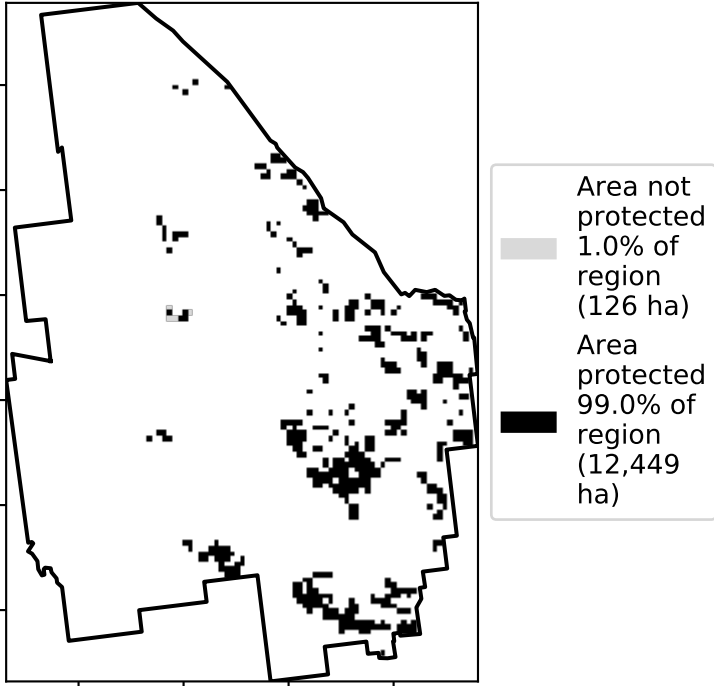 Area not
protected
1.0% of
region
(126 ha)
Area
protected
99.0% of
region
(12,449
ha)